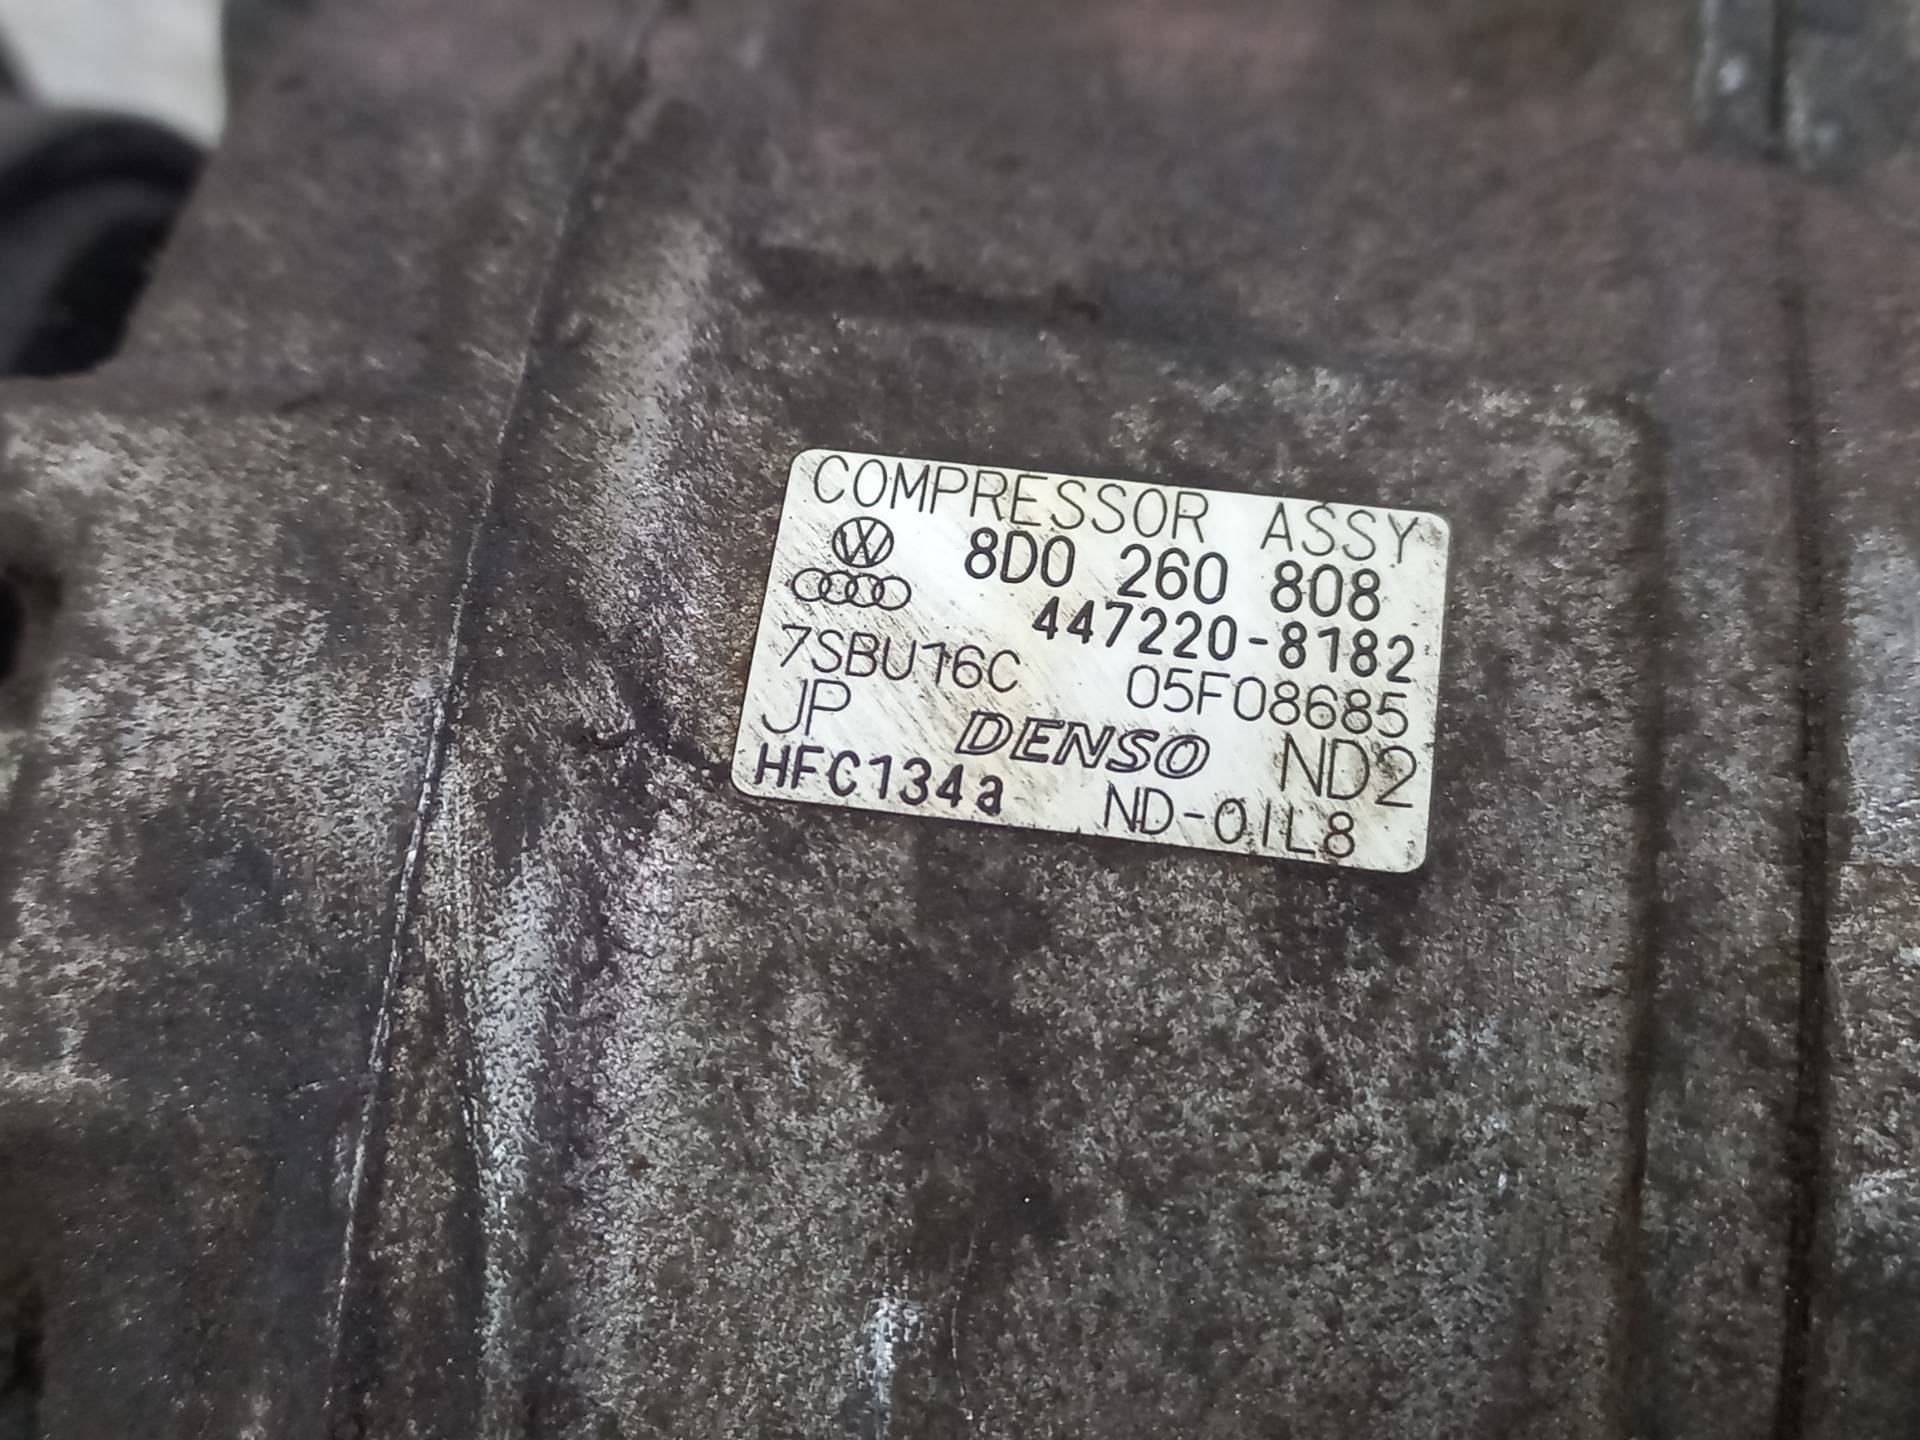 COMPRESSOR ASSY
8D0 260 808
447220-8182
7SBU16C 05F08685
JP DENSO ND2
HFC134a ND-OIL8